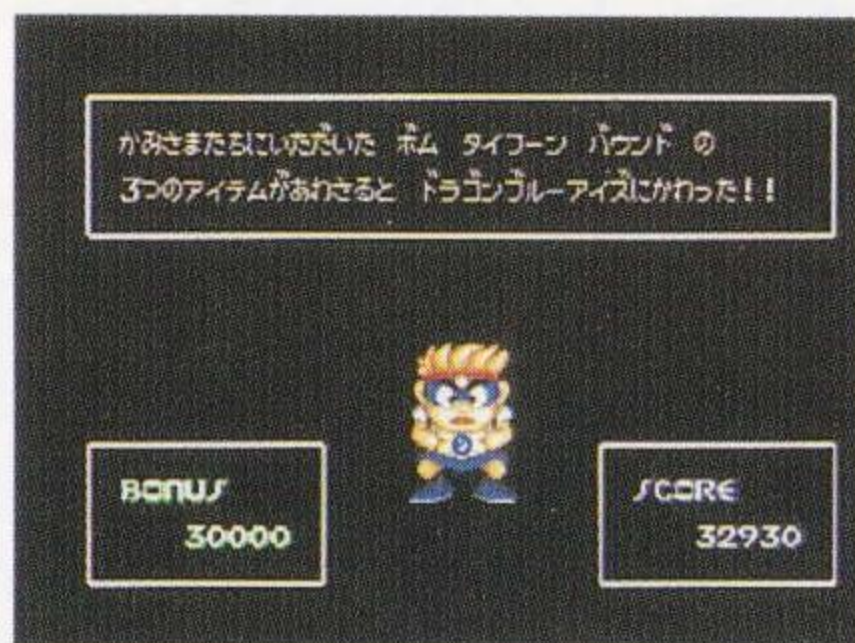 かみさまたちにいただいた ボム タイフーン バウンド の
3つのアイテムがあわさると ドラゴンブルーアイズにかわった!!
BONUS
30000
SCORE
32930